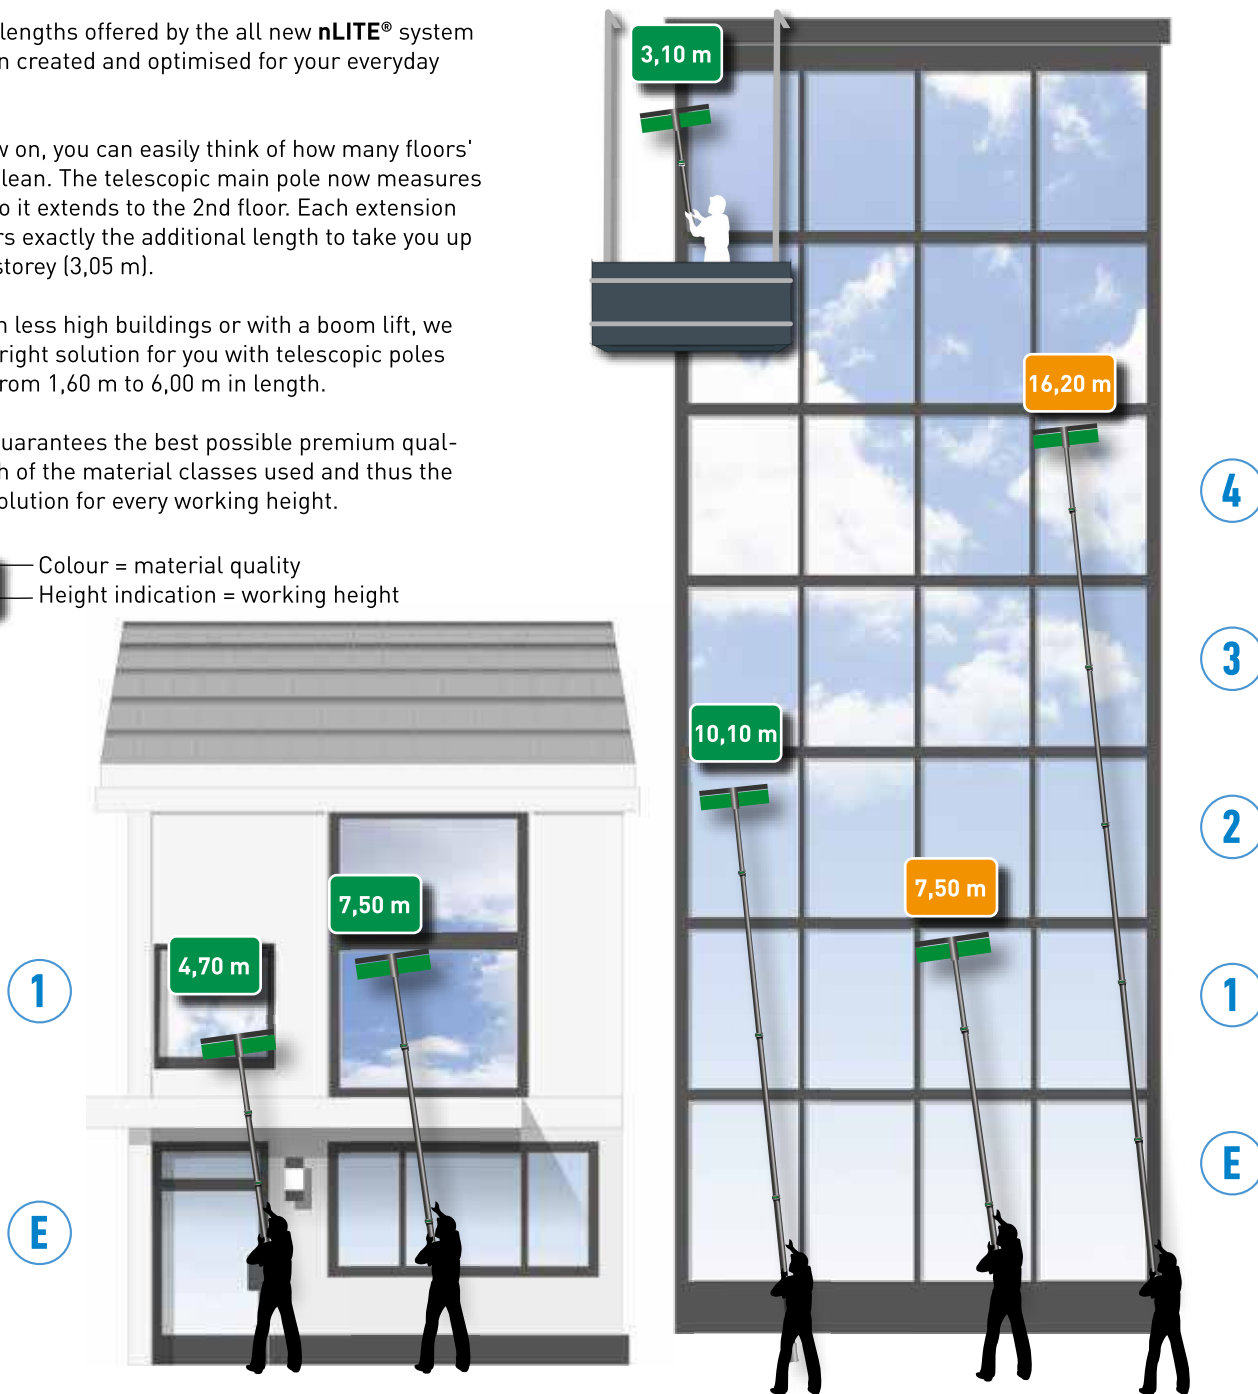 lengths offered by the all new nLITE® system
n created and optimised for your everyday
w on, you can easily think of how many floors'
lean. The telescopic main pole now measures
o it extends to the 2nd floor. Each extension
rs exactly the additional length to take you up
storey (3,05 m).
n less high buildings or with a boom lift, we
right solution for you with telescopic poles
rom 1,60 m to 6,00 m in length.
uarantees the best possible premium qual-
h of the material classes used and thus the
olution for every working height.
Colour = material quality
Height indication = working height
3,10 m
16,20 m
10,10 m
7,50 m
7,50 m
4,70 m
1
E
4
3
2
1
E